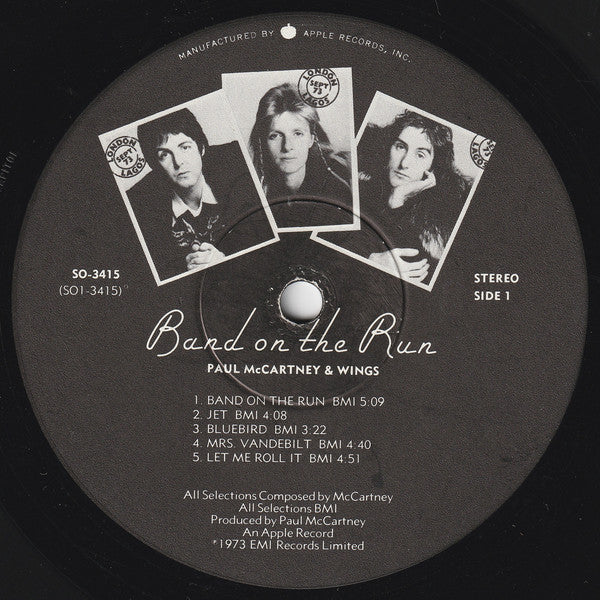 MANUFACTURED BY APPLE RECORDS, INC.
LONDON
SEPT
73
LAGOS
LONDON
SEPT
73
LAGOS
LONDON
SEPT
73
LAGOS
SO-3415
(SO1-3415)
STEREO
SIDE 1
Band on the Run
PAUL McCARTNEY & WINGS
1. BAND ON THE RUN BMI 5:09
2. JET BMI 4:08
3. BLUEBIRD BMI 3:22
4. MRS. VANDEBILT BMI 4:40
5. LET ME ROLL IT BMI 4:51
All Selections Composed by McCartney
All Selections BMI
Produced by Paul McCartney
An Apple Record
℗1973 EMI Records Limited